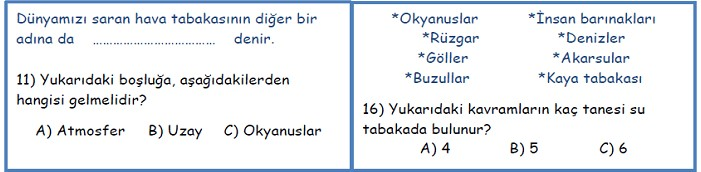 Dünyamızı saran hava tabakasının diğer bir
adına da ………………………………… denir.
11) Yukarıdaki boşluğa, aşağıdakilerden
hangisi gelmelidir?
A) Atmosfer B) Uzay C) Okyanuslar
*Okyanuslar *İnsan barınakları
*Rüzgar *Denizler
*Göller *Akarsular
*Buzullar *Kaya tabakası
16) Yukarıdaki kavramların kaç tanesi su
tabakada bulunur?
A) 4 B) 5 C) 6